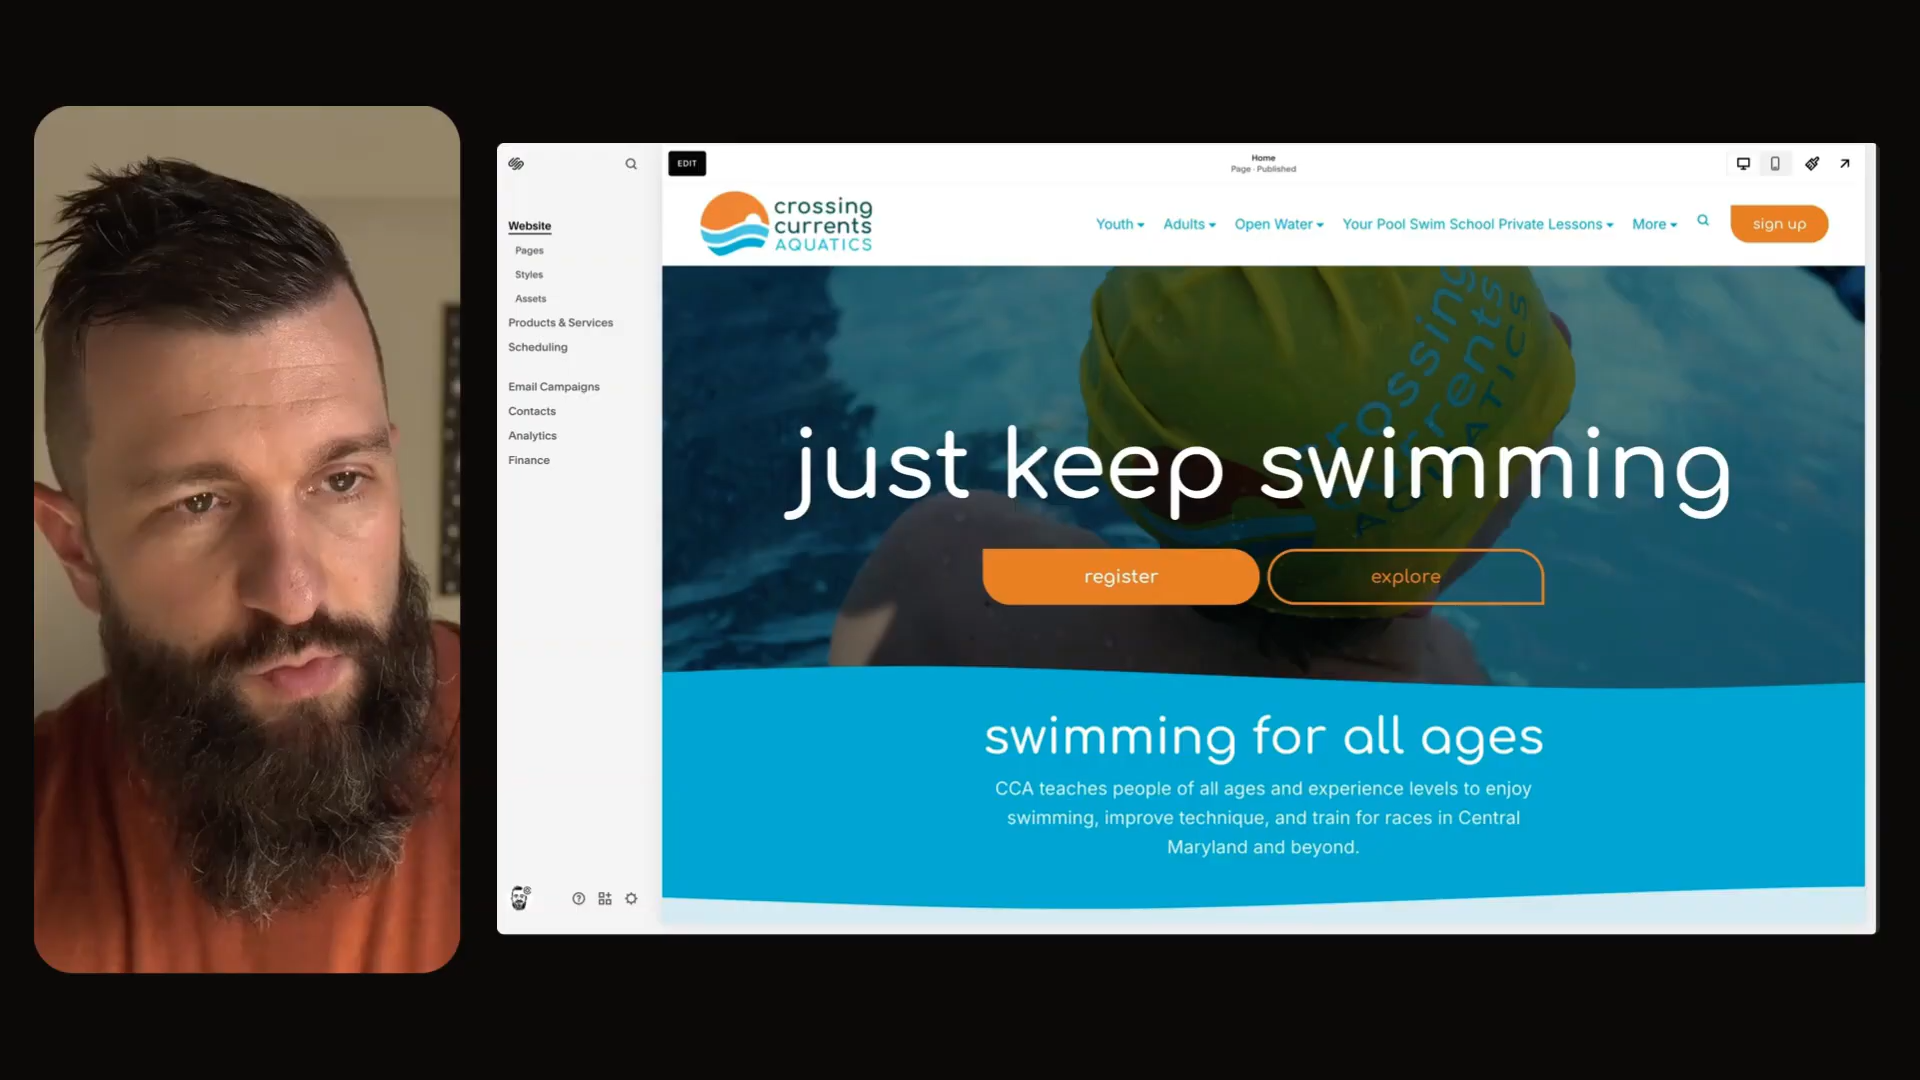 EDIT
Home
Page · Published
Website
Pages
Styles
Assets
Products & Services
Scheduling
Email Campaigns
Contacts
Analytics
Finance
crossing
currents
AQUATICS
Youth
Adults
Open Water
Your Pool Swim School Private Lessons
More
sign up
crossing
currents
AQUATICS
just keep swimming
register
explore
swimming for all ages
CCA teaches people of all ages and experience levels to enjoy
swimming, improve technique, and train for races in Central
Maryland and beyond.